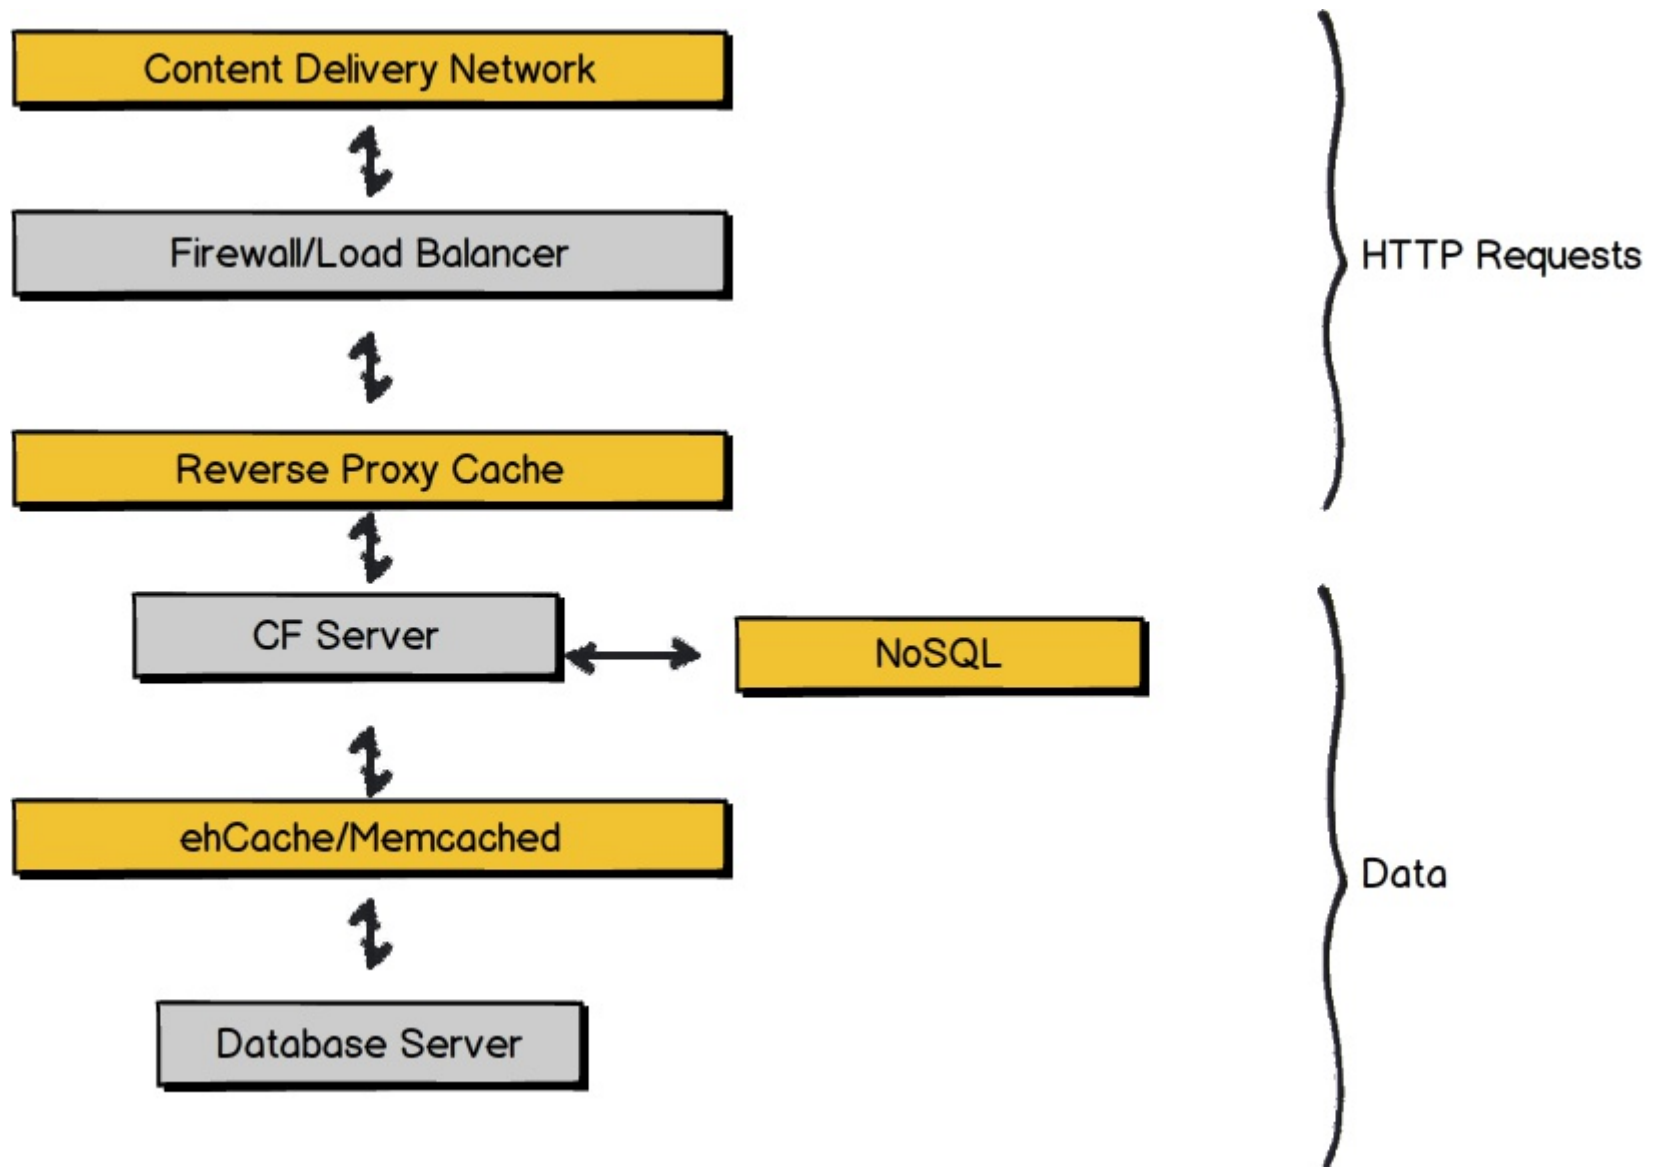 Content Delivery Network
Firewall/Load Balancer
HTTP Requests
Reverse Proxy Cache
CF Server
NoSQL
ehCache/Memcached
Data
Database Server